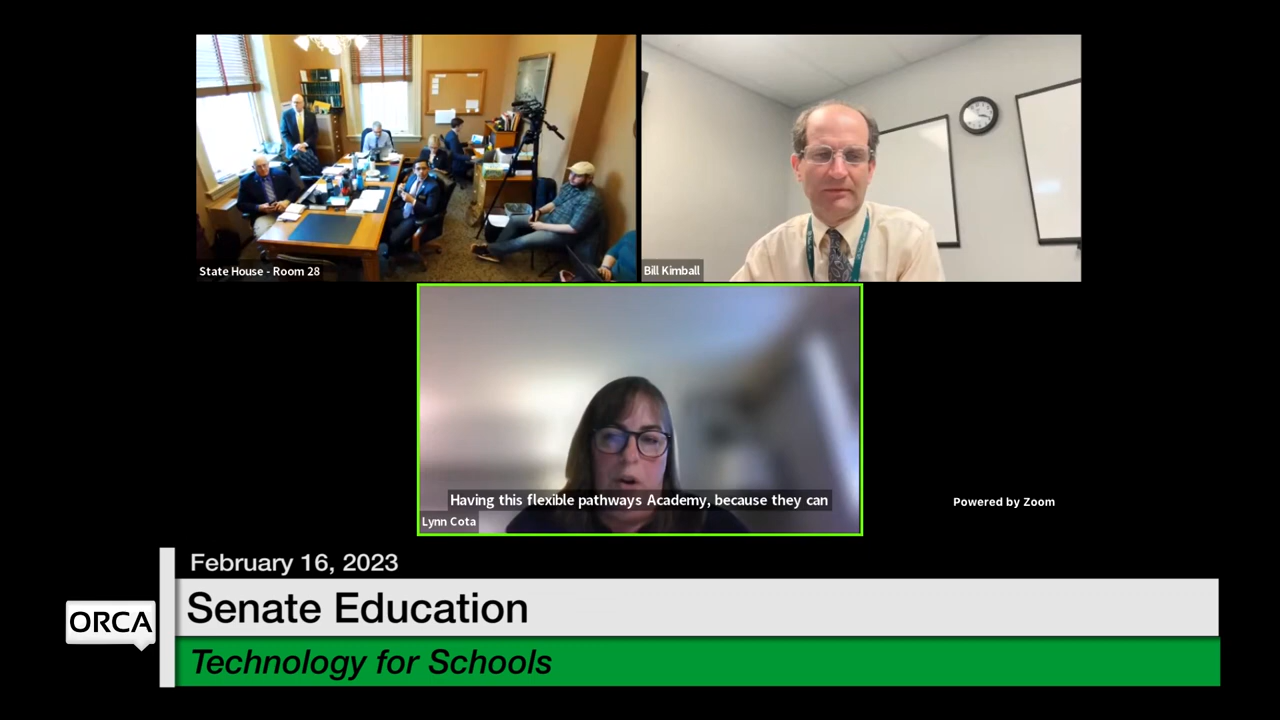 State House - Room 28
Bill Kimball
Having this flexible pathways Academy, because they can
Lynn Cota
Powered by Zoom
February 16, 2023
Senate Education
ORCA
Technology for Schools